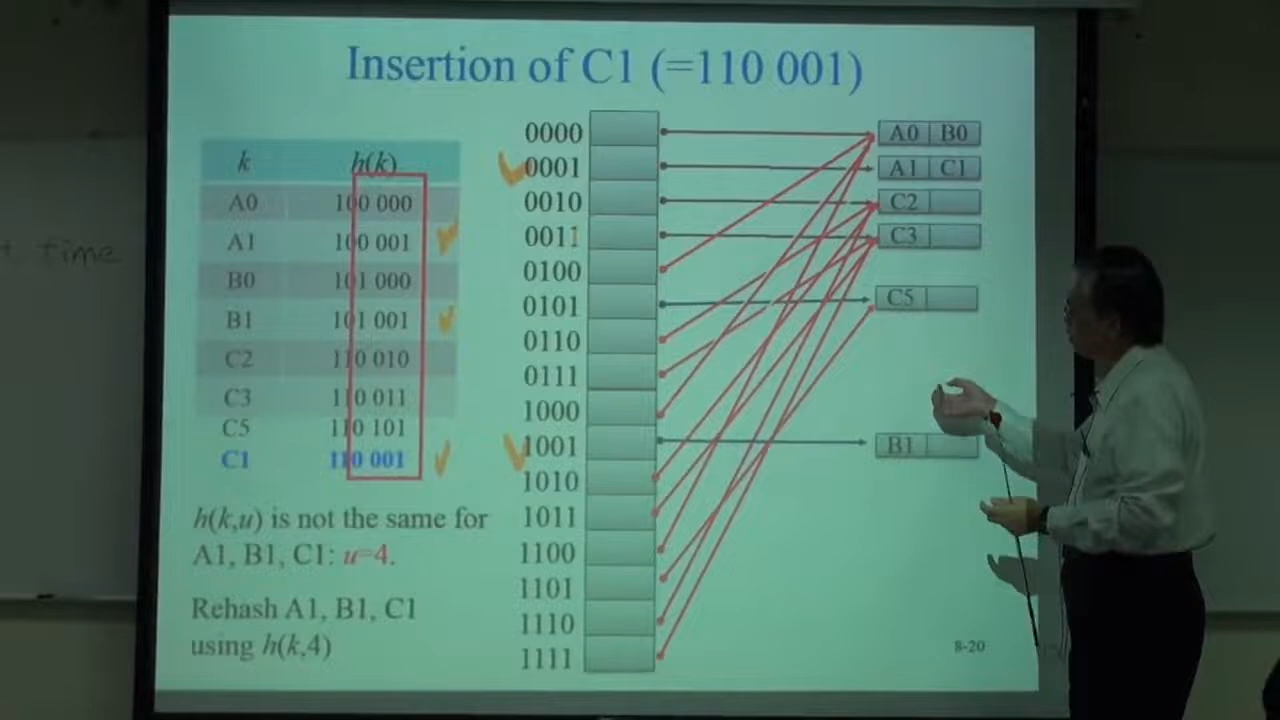 Insertion of C1 (=110 001)
k h(k)
A0 100 000
A1 100 001
B0 101 000
B1 101 001
C2 110 010
C3 110 011
C5 110 101
C1 110 001
h(k,u) is not the same for
A1, B1, C1: u=4.
Rehash A1, B1, C1
using h(k,4)
0000
0001
0010
0011
0100
0101
0110
0111
1000
1001
1010
1011
1100
1101
1110
1111
A0 B0
A1 C1
C2
C3
C5
B1
8-20
time